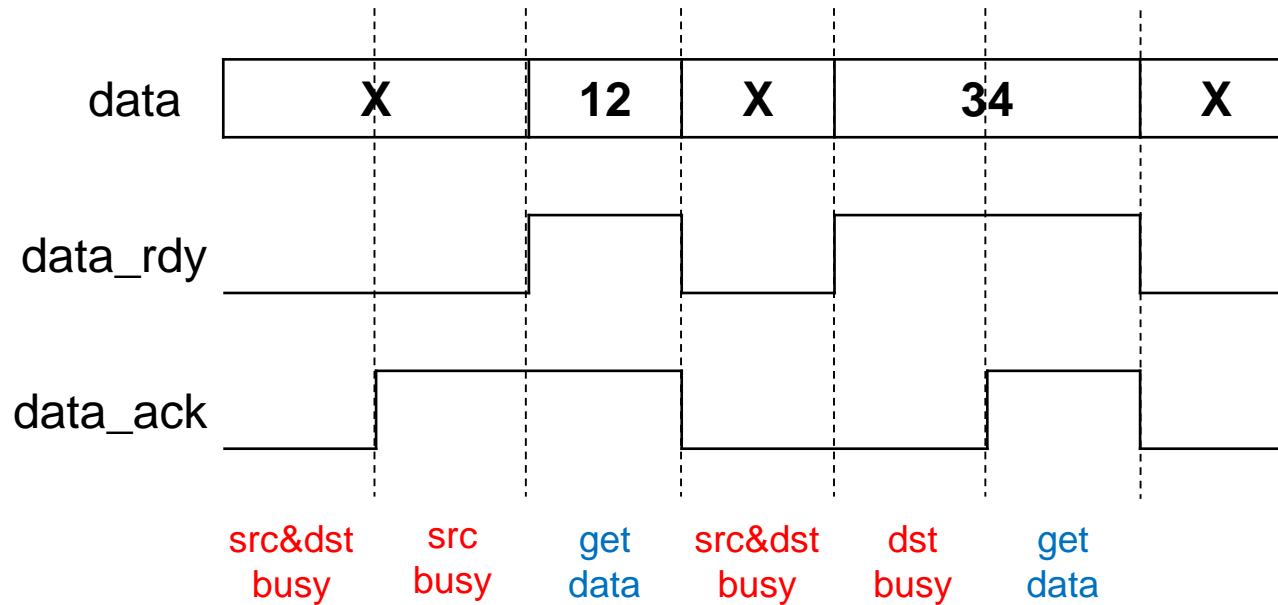 data X 12 X 34 X
data_rdy
data_ack
src&dst src get src&dst dst get
busy busy data busy busy data